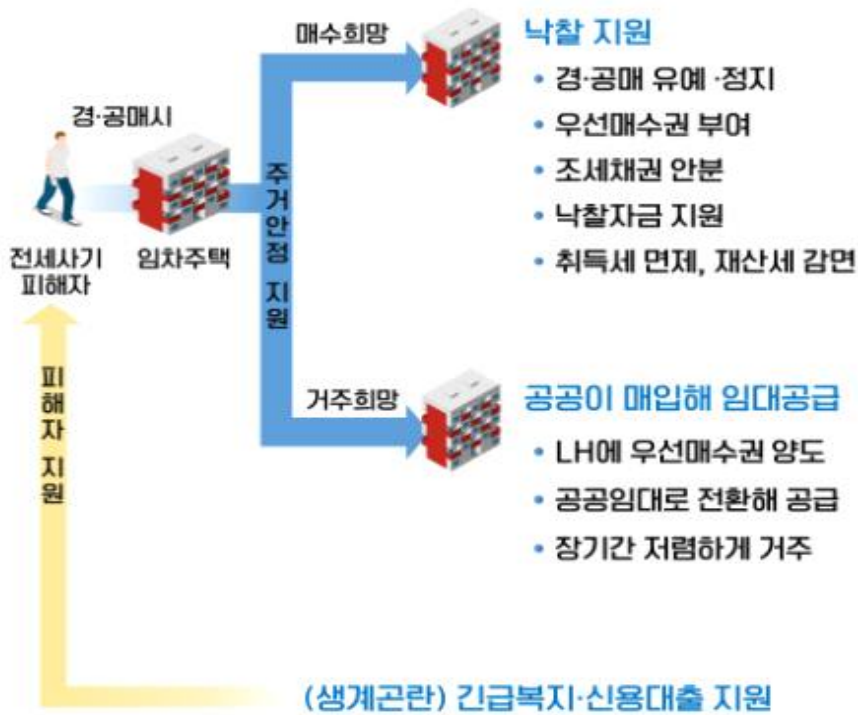 매수희망
낙찰 지원
• 경·공매 유예 ·정지
• 우선매수권 부여
• 조세채권 안분
• 낙찰자금 지원
• 취득세 면제, 재산세 감면
경·공매시
전세사기
피해자
임차주택
주거안정 지원
거주희망
공공이 매입해 임대공급
• LH에 우선매수권 양도
• 공공임대로 전환해 공급
• 장기간 저렴하게 거주
피해자 지원
(생계곤란) 긴급복지·신용대출 지원